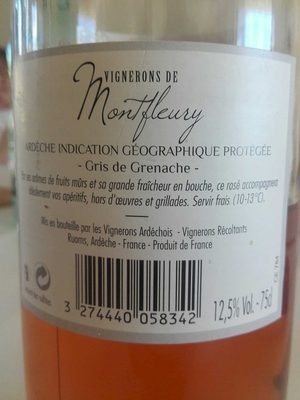 VIGNERONS DE
Montfleury
ARDÈCHE INDICATION GÉOGRAPHIQUE PROTÉGÉE
- Gris de Grenache -
ses arômes de fruits mûrs et sa grande fraîcheur en bouche, ce rosé accompagnera
idéalement vos apéritifs, hors d'œuvres et grillades. Servir frais (10-13°C).
Mis en bouteille par les Vignerons Ardéchois - Vignerons Récoltants
Ruoms, Ardèche - France - Produit de France
3 274440 058342
12,5% Vol. - 75cl